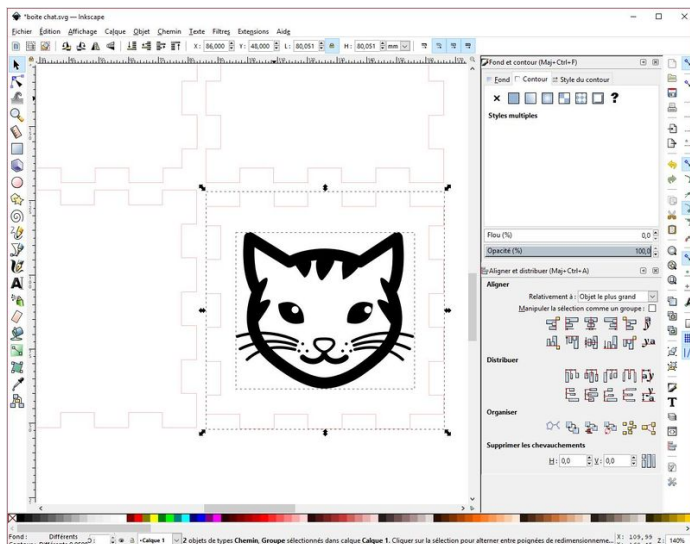 *boite chat.svg — Inkscape
Fichier Édition Affichage Calque Objet Chemin Texte Filtres Extensions Aide
X: 86,000 Y: 48,000 L: 80,051 H: 80,051 mm
Fond et contour (Maj+Ctrl+F)
Fond Contour Style du contour
?
Styles multiples
Flou (%) 0,0
Opacité (%) 100,0
Aligner et distribuer (Maj+Ctrl+A)
Aligner
Relativement à : Objet le plus grand
Manipuler la sélection comme un groupe :
Distribuer
Organiser
Supprimer les chevauchements
H: 0,0 V: 0,0
Fond : Différents
•Calque 1
2 objets de types Chemin, Groupe sélectionnés dans calque Calque 1. Cliquer sur la sélection pour alterner entre poignées de redimensionneme...
X: 109,99
Z: 140%